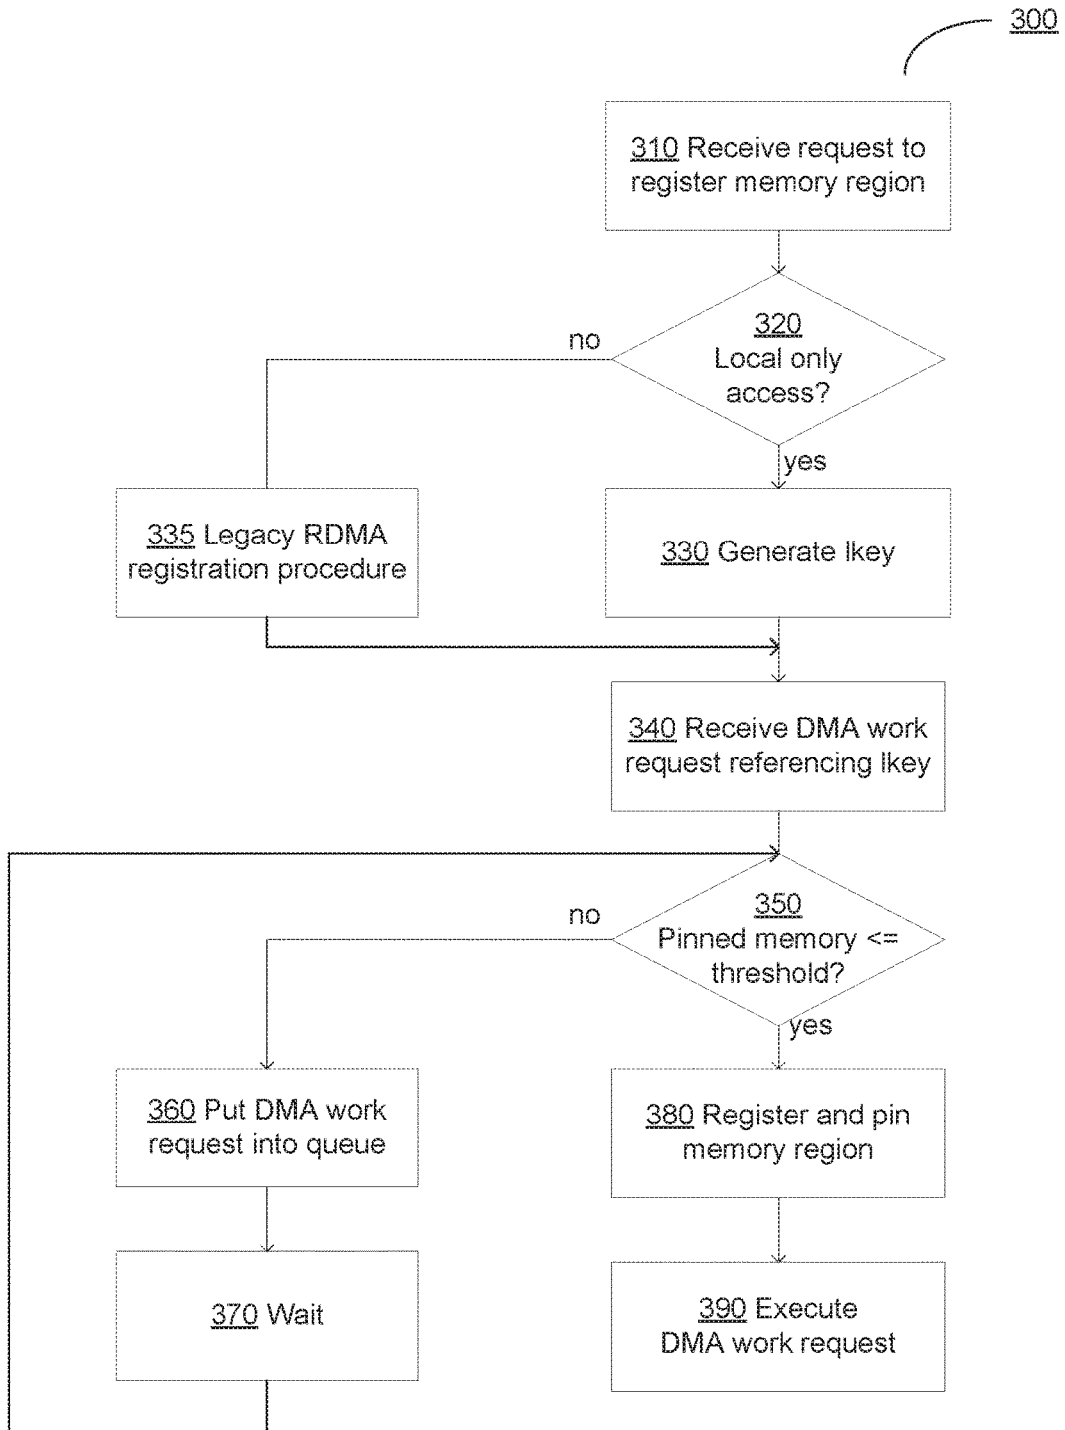 300
310 Receive request to
register memory region
320
Local only
access?
no
yes
335 Legacy RDMA
registration procedure
330 Generate lkey
340 Receive DMA work
request referencing lkey
350
Pinned memory <=
threshold?
no
yes
360 Put DMA work
request into queue
380 Register and pin
memory region
370 Wait
390 Execute
DMA work request